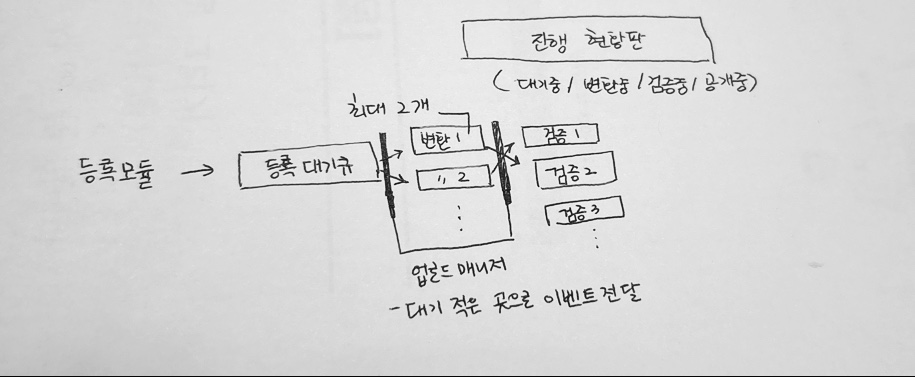 진행 현황판
(대기중 / 변환중 / 검증중 / 공개중)
최대 2개
등록모듈 → 등록 대기큐
변환 1
〃 2
⋮
검증 1
검증 2
검증 3
⋮
업로드 매니저
- 대기 적은 곳으로 이벤트 전달